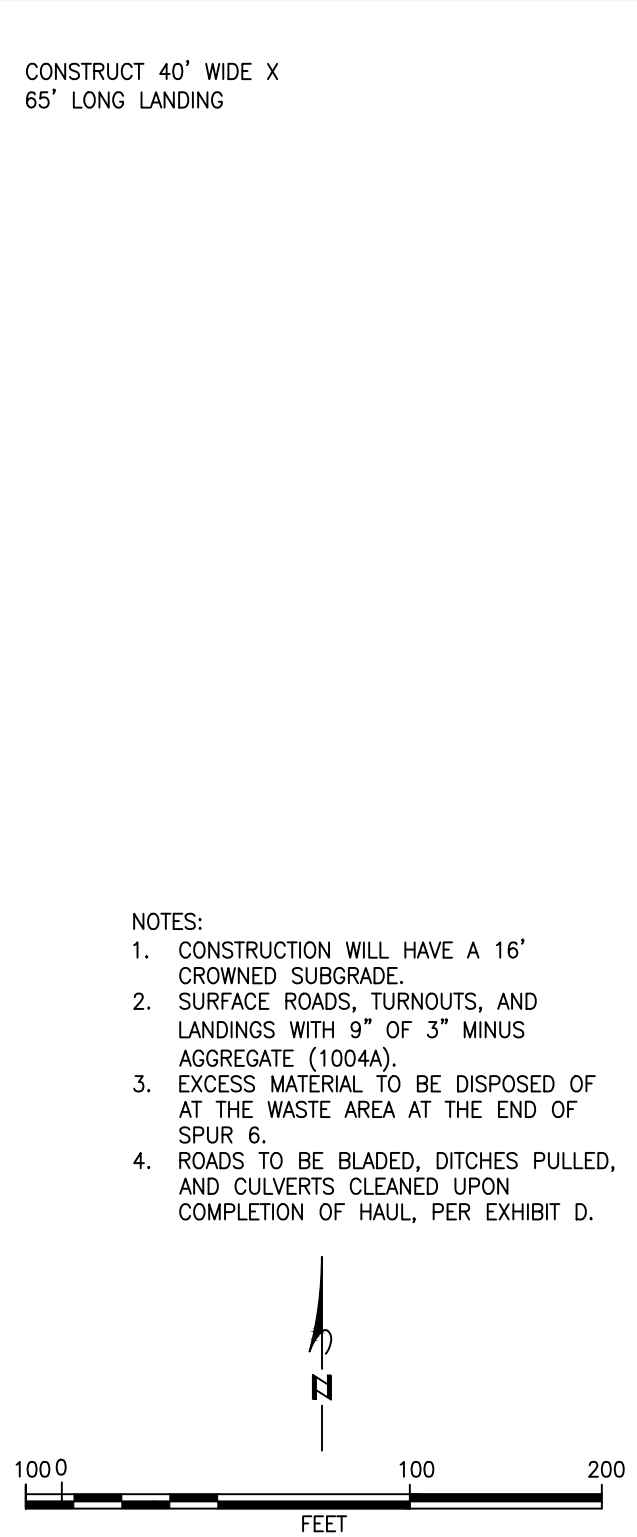 CONSTRUCT 40' WIDE X
65' LONG LANDING
NOTES:
1. CONSTRUCTION WILL HAVE A 16'
CROWNED SUBGRADE.
2. SURFACE ROADS, TURNOUTS, AND
LANDINGS WITH 9" OF 3" MINUS
AGGREGATE (1004A).
3. EXCESS MATERIAL TO BE DISPOSED OF
AT THE WASTE AREA AT THE END OF
SPUR 6.
4. ROADS TO BE BLADED, DITCHES PULLED,
AND CULVERTS CLEANED UPON
COMPLETION OF HAUL, PER EXHIBIT D.
N
100 0 100 200
FEET